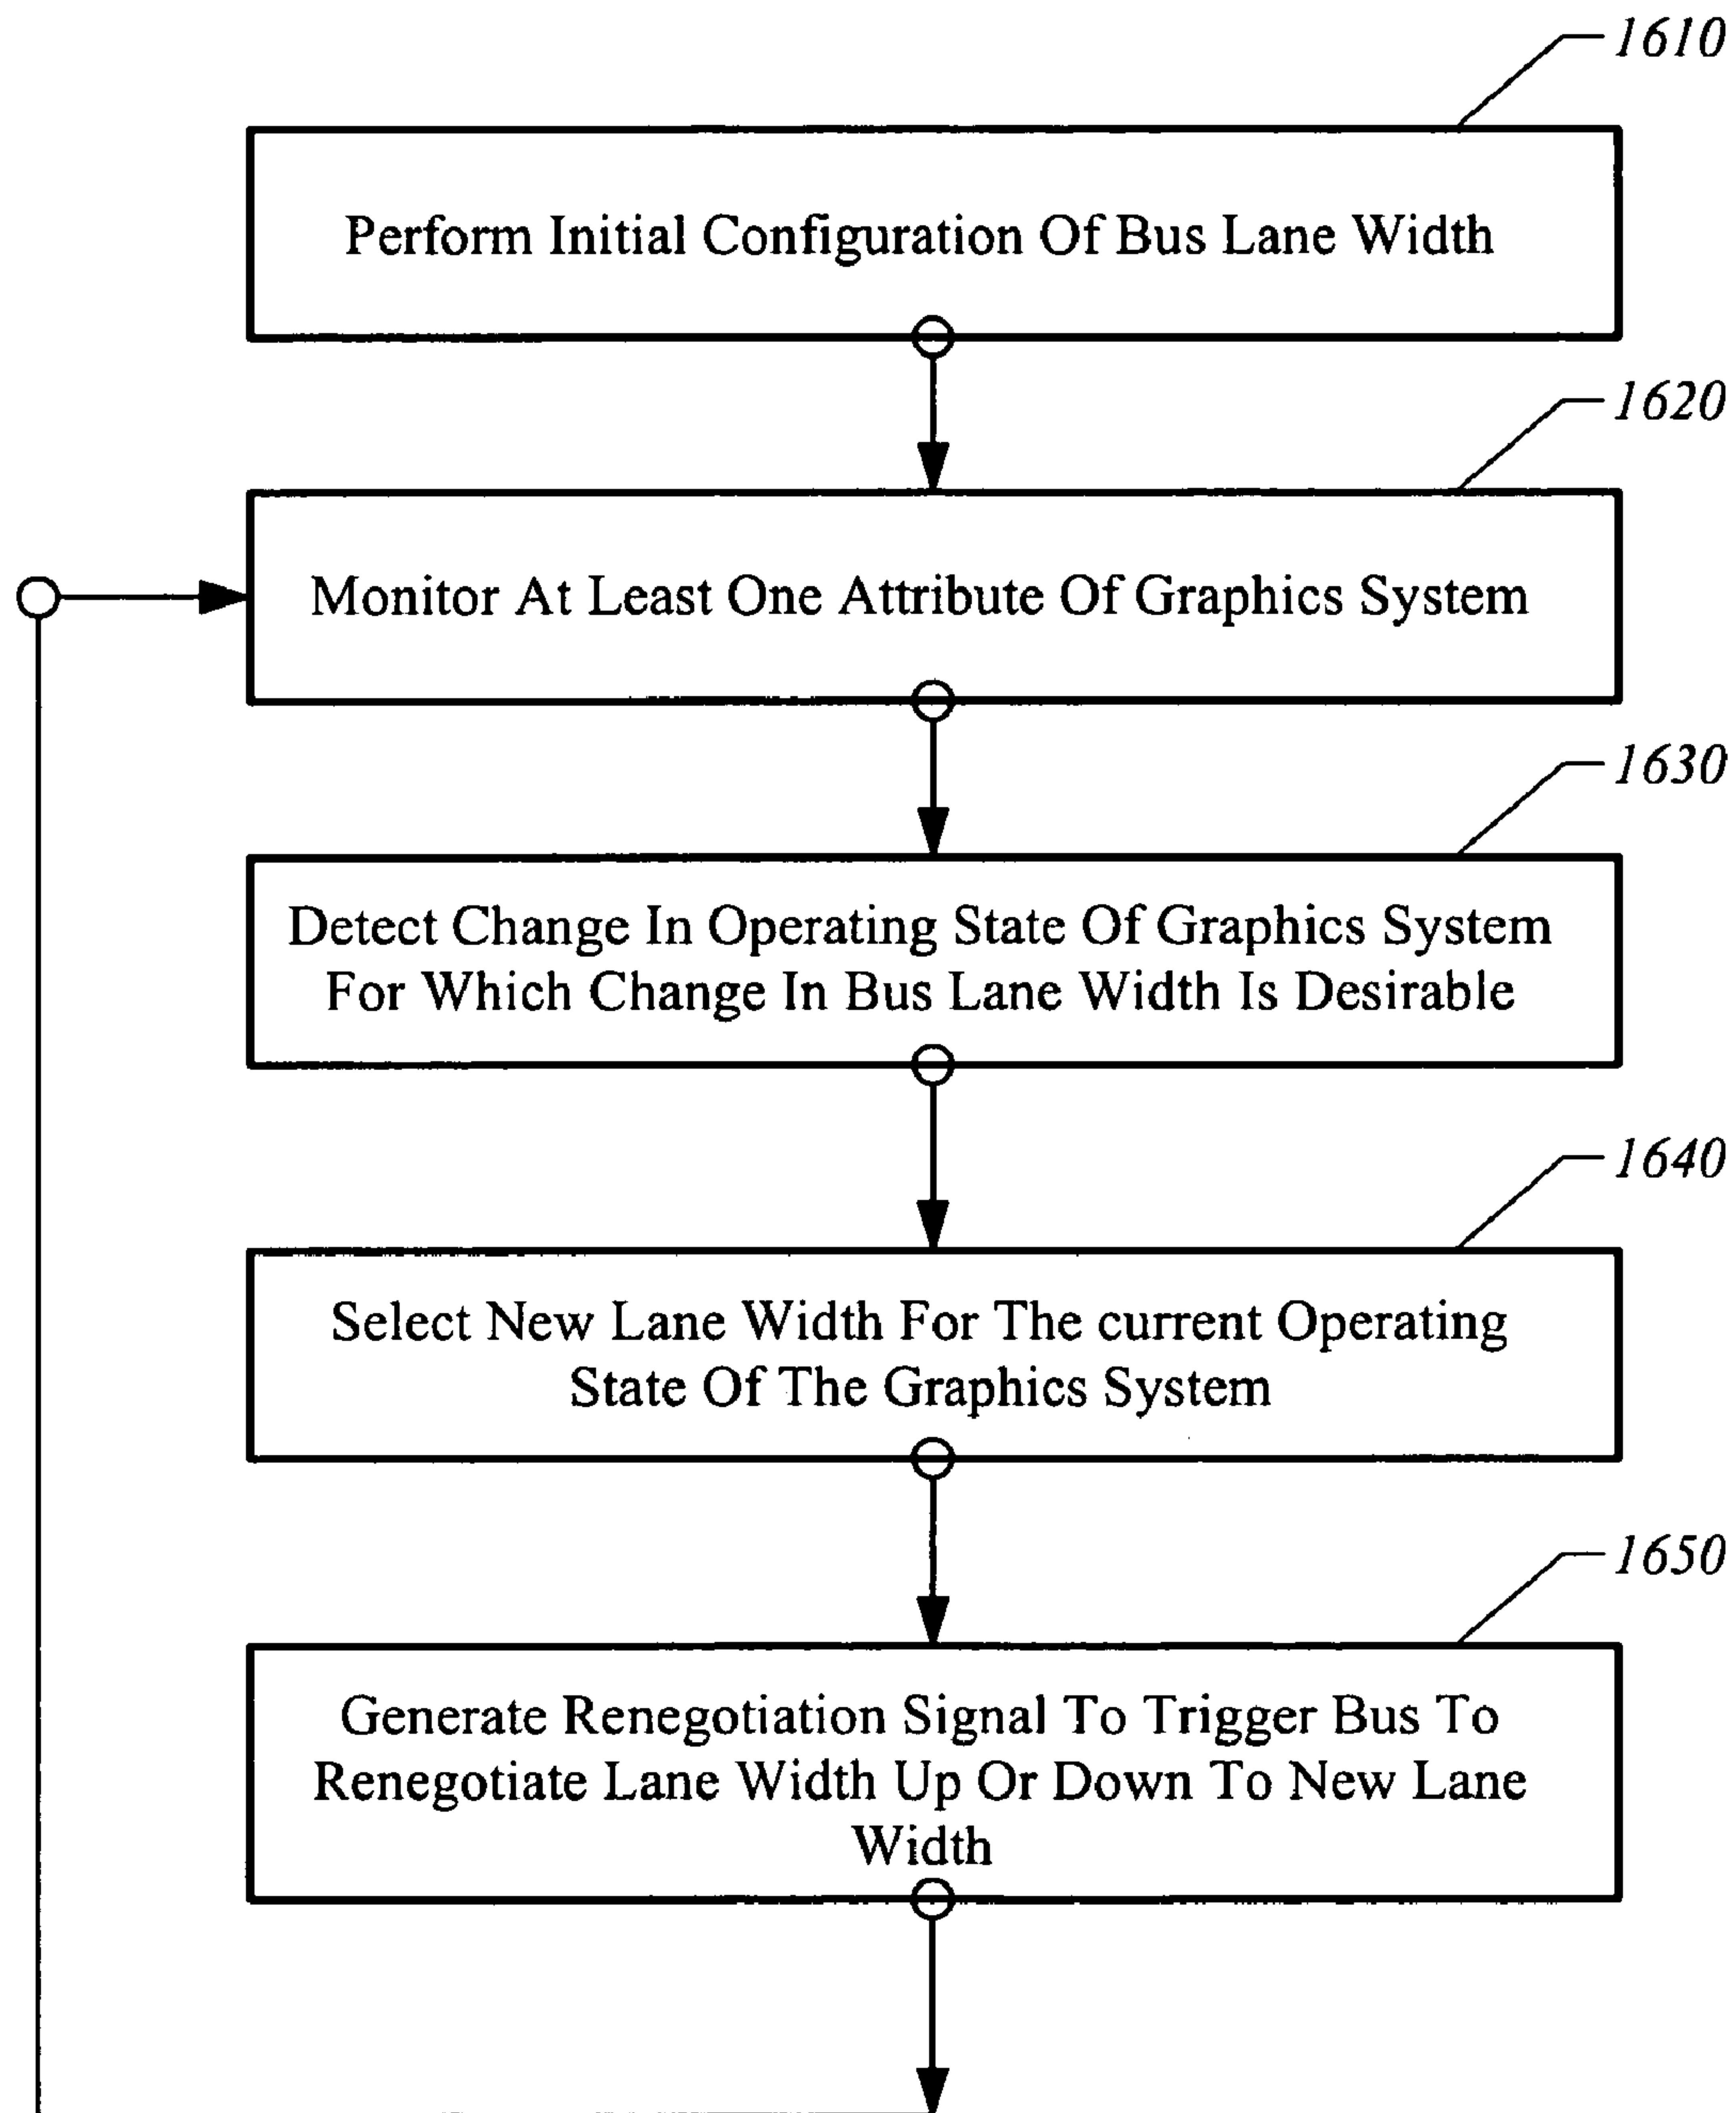 1610
Perform Initial Configuration Of Bus Lane Width
1620
Monitor At Least One Attribute Of Graphics System
1630
Detect Change In Operating State Of Graphics System
For Which Change In Bus Lane Width Is Desirable
1640
Select New Lane Width For The current Operating
State Of The Graphics System
1650
Generate Renegotiation Signal To Trigger Bus To
Renegotiate Lane Width Up Or Down To New Lane
Width